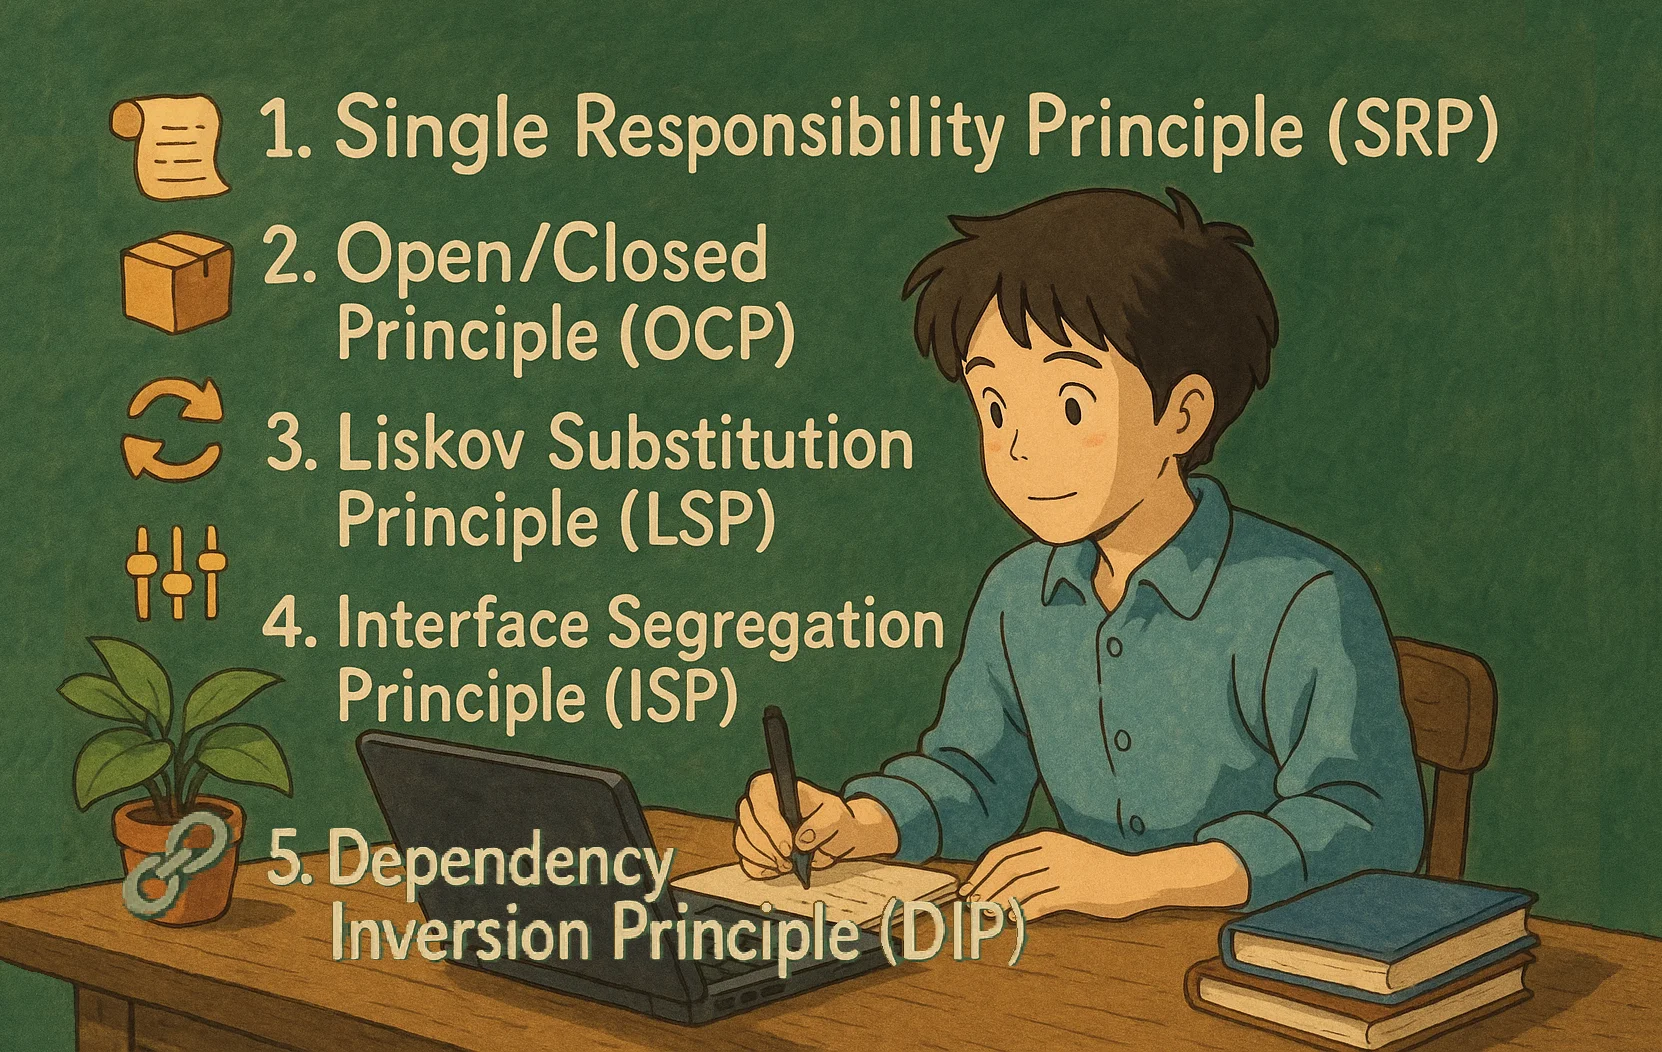 1. Single Responsibility Principle (SRP)
2. Open/Closed
Principle (OCP)
3. Liskov Substitution
Principle (LSP)
4. Interface Segregation
Principle (ISP)
5. Dependency
Inversion Principle (DIP)